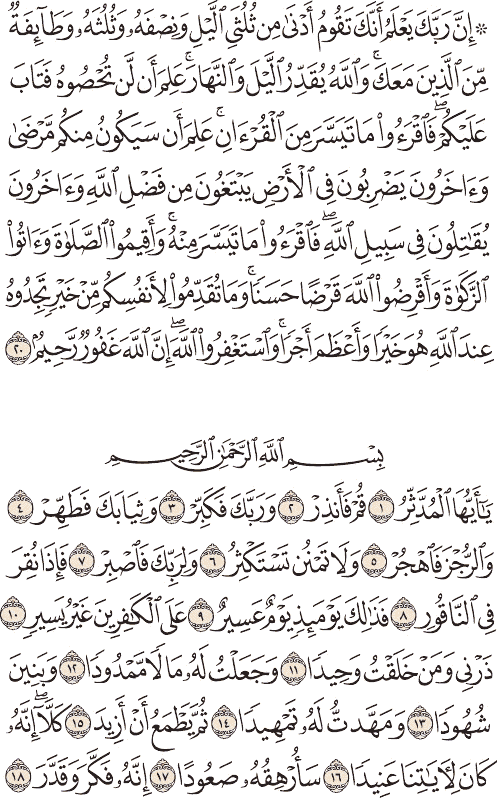 ۞ إِنَّ رَبَّكَ يَعْلَمُ أَنَّكَ تَقُومُ أَدْنَىٰ مِن ثُلُثَيِ ٱلَّيْلِ وَنِصْفَهُۥ وَثُلُثَهُۥ وَطَآئِفَةٌ
مِّنَ ٱلَّذِينَ مَعَكَۚ وَٱللَّهُ يُقَدِّرُ ٱلَّيْلَ وَٱلنَّهَارَۚ عَلِمَ أَن لَّن تُحْصُوهُ فَتَابَ
عَلَيْكُمْۖ فَٱقْرَءُوا۟ مَا تَيَسَّرَ مِنَ ٱلْقُرْءَانِۚ عَلِمَ أَن سَيَكُونُ مِنكُم مَّرْضَىٰ
وَءَاخَرُونَ يَضْرِبُونَ فِى ٱلْأَرْضِ يَبْتَغُونَ مِن فَضْلِ ٱللَّهِ وَءَاخَرُونَ
يُقَٰتِلُونَ فِى سَبِيلِ ٱللَّهِۖ فَٱقْرَءُوا۟ مَا تَيَسَّرَ مِنْهُۚ وَأَقِيمُوا۟ ٱلصَّلَوٰةَ وَءَاتُوا۟
ٱلزَّكَوٰةَ وَأَقْرِضُوا۟ ٱللَّهَ قَرْضًا حَسَنًاۚ وَمَا تُقَدِّمُوا۟ لِأَنفُسِكُم مِّنْ خَيْرٍ تَجِدُوهُ
عِندَ ٱللَّهِ هُوَ خَيْرًا وَأَعْظَمَ أَجْرًاۚ وَٱسْتَغْفِرُوا۟ ٱللَّهَۖ إِنَّ ٱللَّهَ غَفُورٌ رَّحِيمٌۢ ٢٠
بِسْمِ ٱللَّهِ ٱلرَّحْمَٰنِ ٱلرَّحِيمِ
يَٰٓأَيُّهَا ٱلْمُدَّثِّرُ ١ قُمْ فَأَنذِرْ ٢ وَرَبَّكَ فَكَبِّرْ ٣ وَثِيَابَكَ فَطَهِّرْ ٤
وَٱلرُّجْزَ فَٱهْجُرْ ٥ وَلَا تَمْنُن تَسْتَكْثِرُ ٦ وَلِرَبِّكَ فَٱصْبِرْ ٧ فَإِذَا نُقِرَ
فِى ٱلنَّاقُورِ ٨ فَذَٰلِكَ يَوْمَئِذٍ يَوْمٌ عَسِيرٌ ٩ عَلَى ٱلْكَٰفِرِينَ غَيْرُ يَسِيرٍ ١٠
ذَرْنِى وَمَنْ خَلَقْتُ وَحِيدًا ١١ وَجَعَلْتُ لَهُۥ مَالًا مَّمْدُودًا ١٢ وَبَنِينَ
شُهُودًا ١٣ وَمَهَّدتُّ لَهُۥ تَمْهِيدًا ١٤ ثُمَّ يَطْمَعُ أَنْ أَزِيدَ ١٥ كَلَّآۖ إِنَّهُۥ
كَانَ لِـَٔايَٰتِنَا عَنِيدًا ١٦ سَأُرْهِقُهُۥ صَعُودًا ١٧ إِنَّهُۥ فَكَّرَ وَقَدَّرَ ١٨